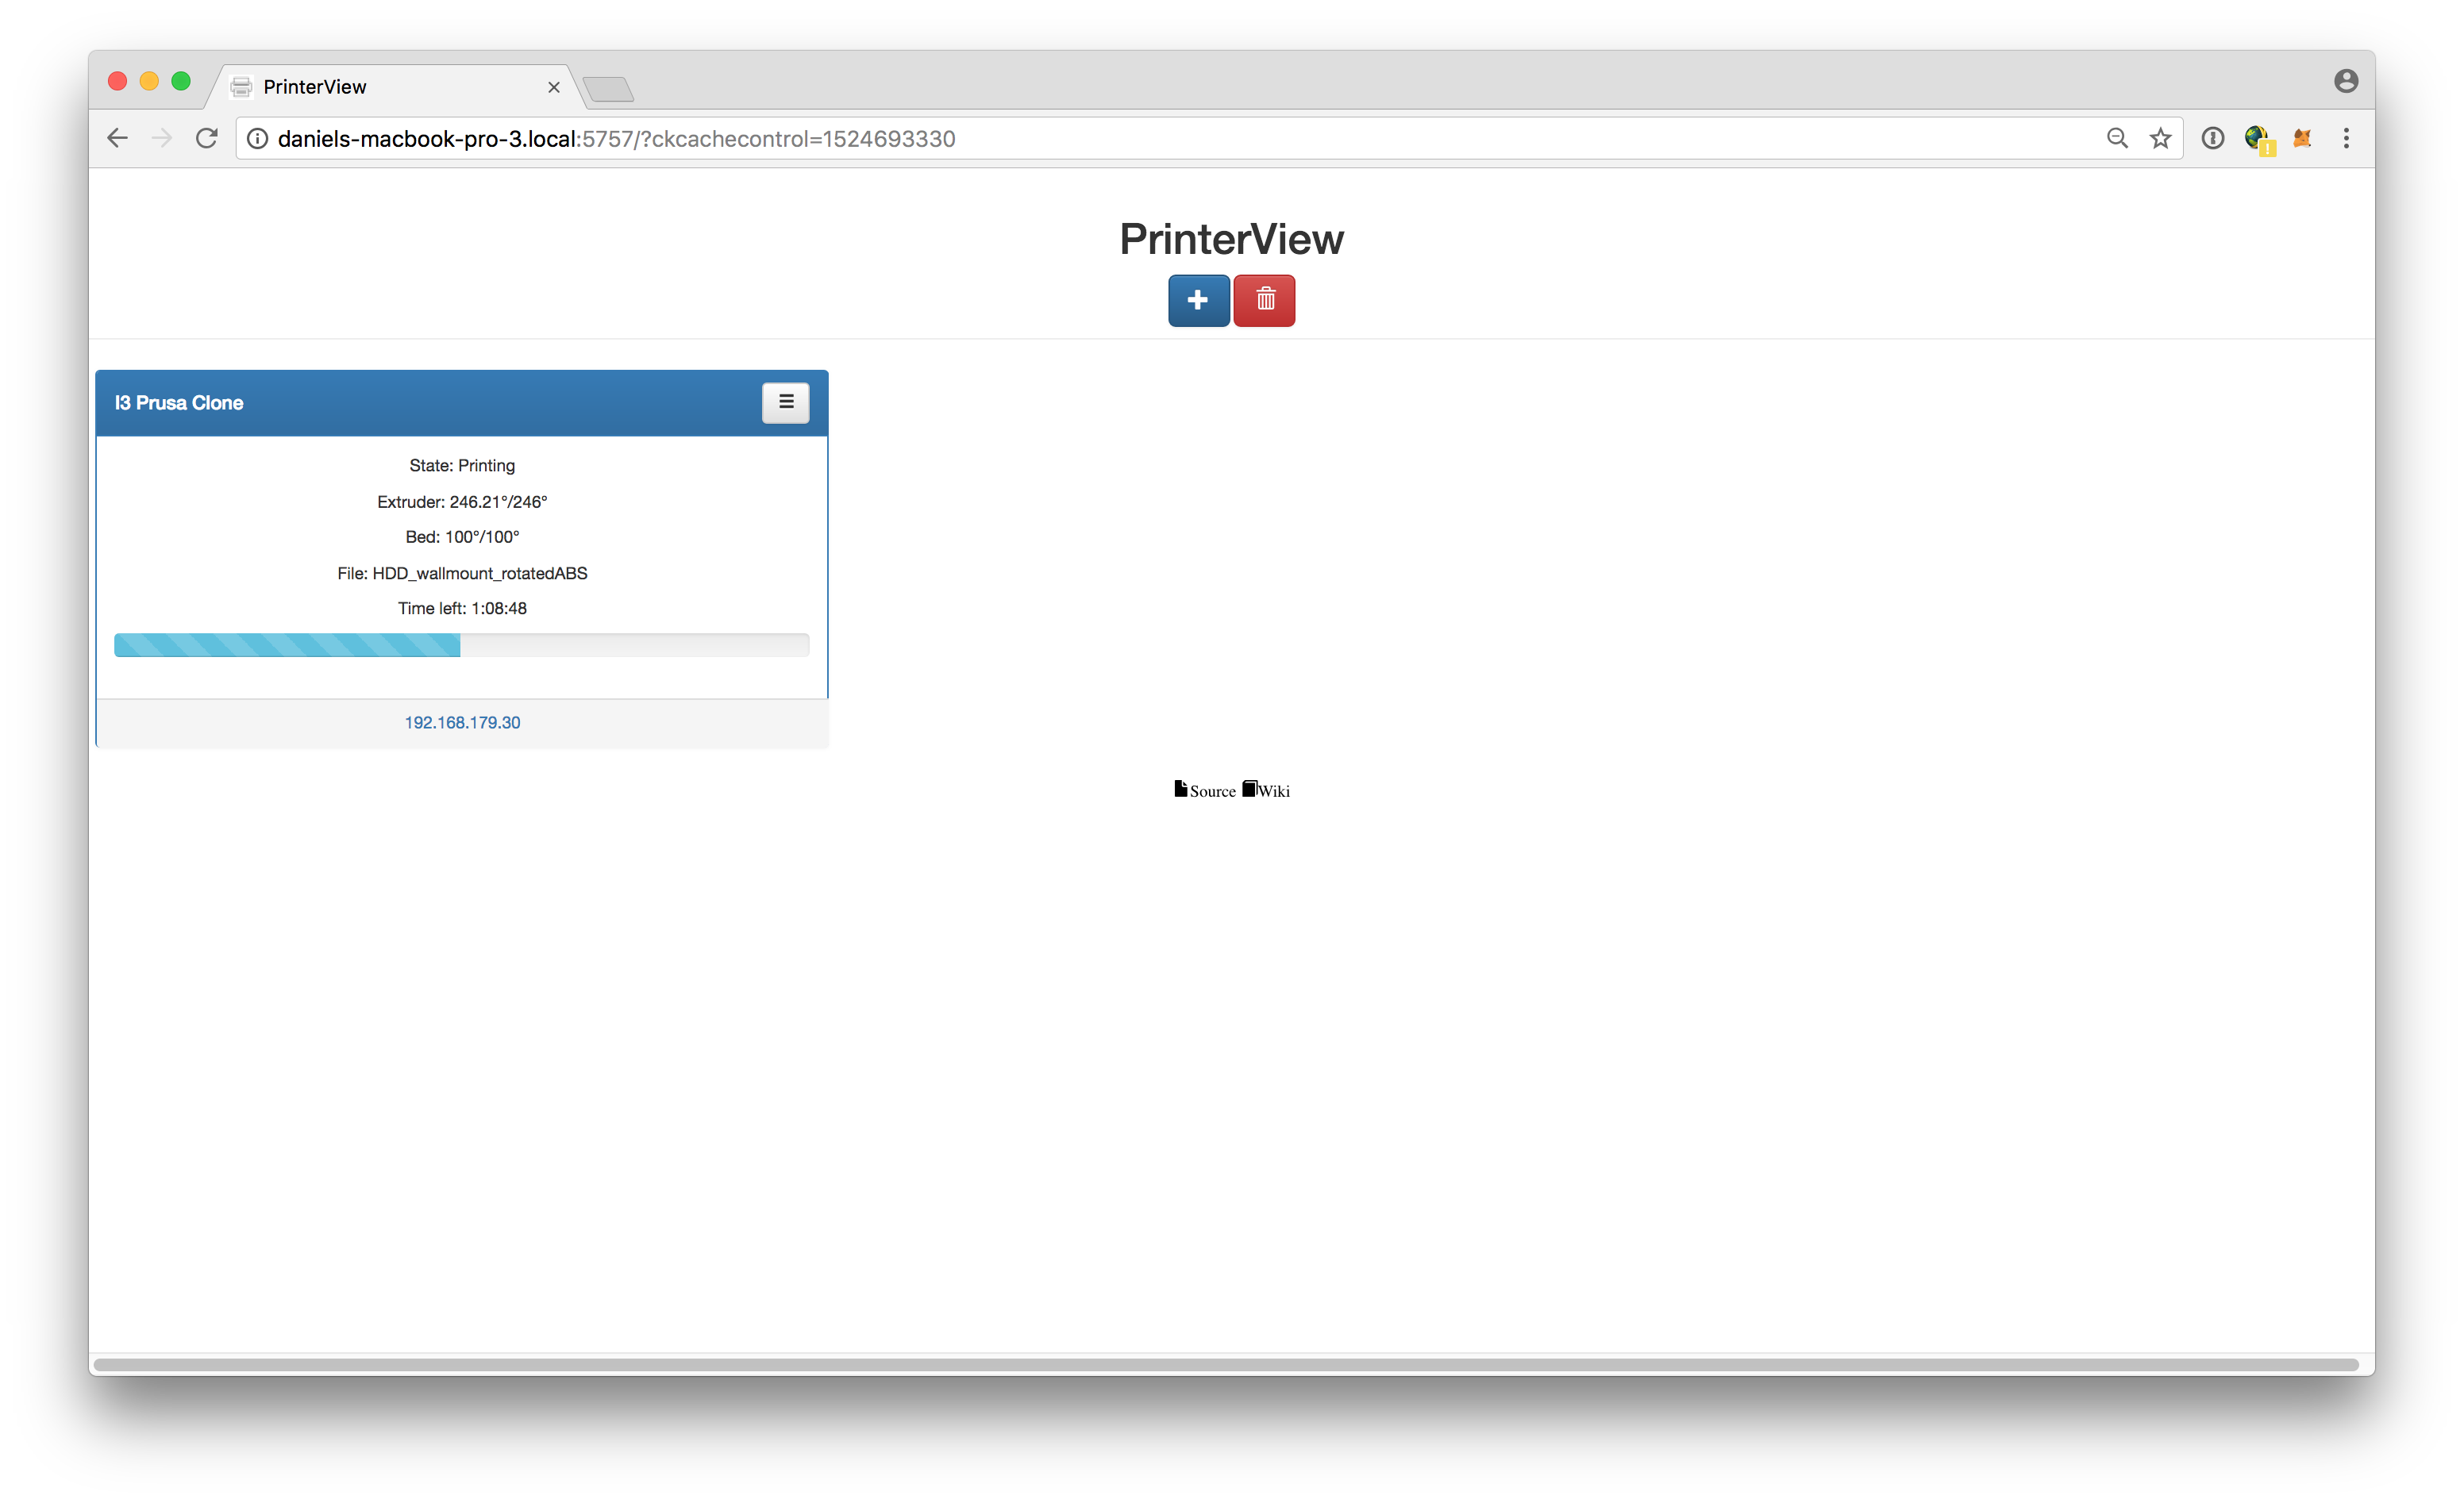 PrinterView
daniels-macbook-pro-3.local:5757/?ckcachecontrol=1524693330
PrinterView
I3 Prusa Clone
State: Printing
Extruder: 246.21°/246°
Bed: 100°/100°
File: HDD_wallmount_rotatedABS
Time left: 1:08:48
192.168.179.30
Source Wiki